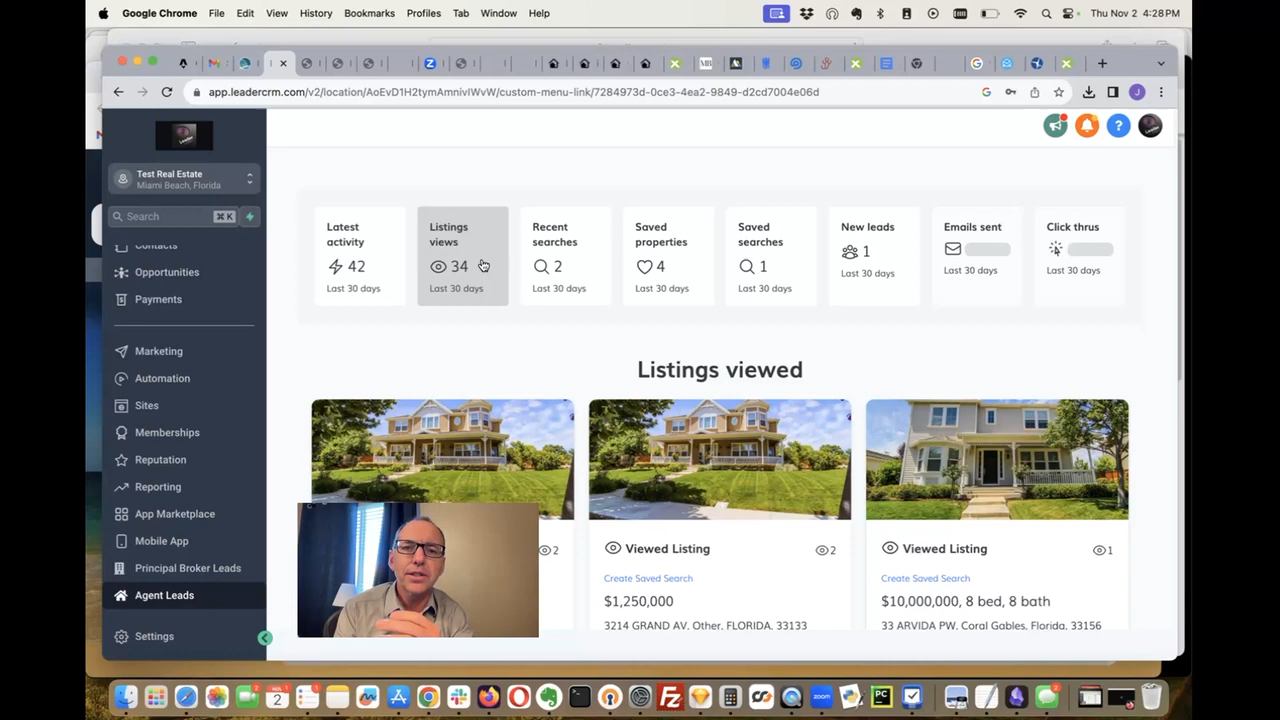 Google Chrome File Edit View History Bookmarks Profiles Tab Window Help Thu Nov 2 4:28 PM
app.leadercrm.com/v2/location/AoEvD1H2tymAmnivIWvW/custom-menu-link/7284973d-0ce3-4ea2-9849-d2cd7004e06d
Test Real Estate
Miami Beach, Florida
Search ⌘ K
Contacts
Opportunities
Payments
Marketing
Automation
Sites
Memberships
Reputation
Reporting
App Marketplace
Mobile App
Principal Broker Leads
Agent Leads
Settings
Latest activity
42
Last 30 days
Listings views
34
Last 30 days
Recent searches
2
Last 30 days
Saved properties
4
Last 30 days
Saved searches
1
Last 30 days
New leads
1
Last 30 days
Emails sent
Last 30 days
Click thrus
Last 30 days
Listings viewed
2
Viewed Listing 2
Create Saved Search
$1,250,000
3214 GRAND AV, Other, FLORIDA, 33133
Viewed Listing 1
Create Saved Search
$10,000,000, 8 bed, 8 bath
33 ARVIDA PW, Coral Gables, Florida, 33156